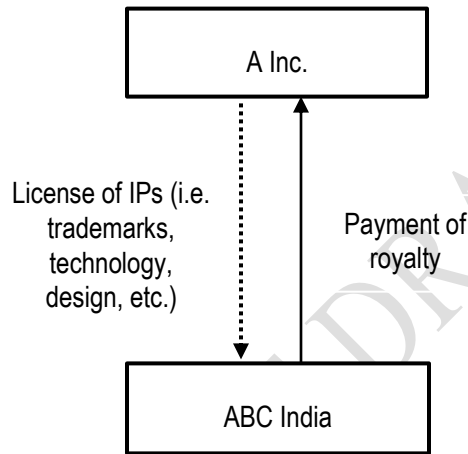 A Inc.
License of IPs (i.e.
trademarks,
technology,
design, etc.)
Payment of
royalty
ABC India